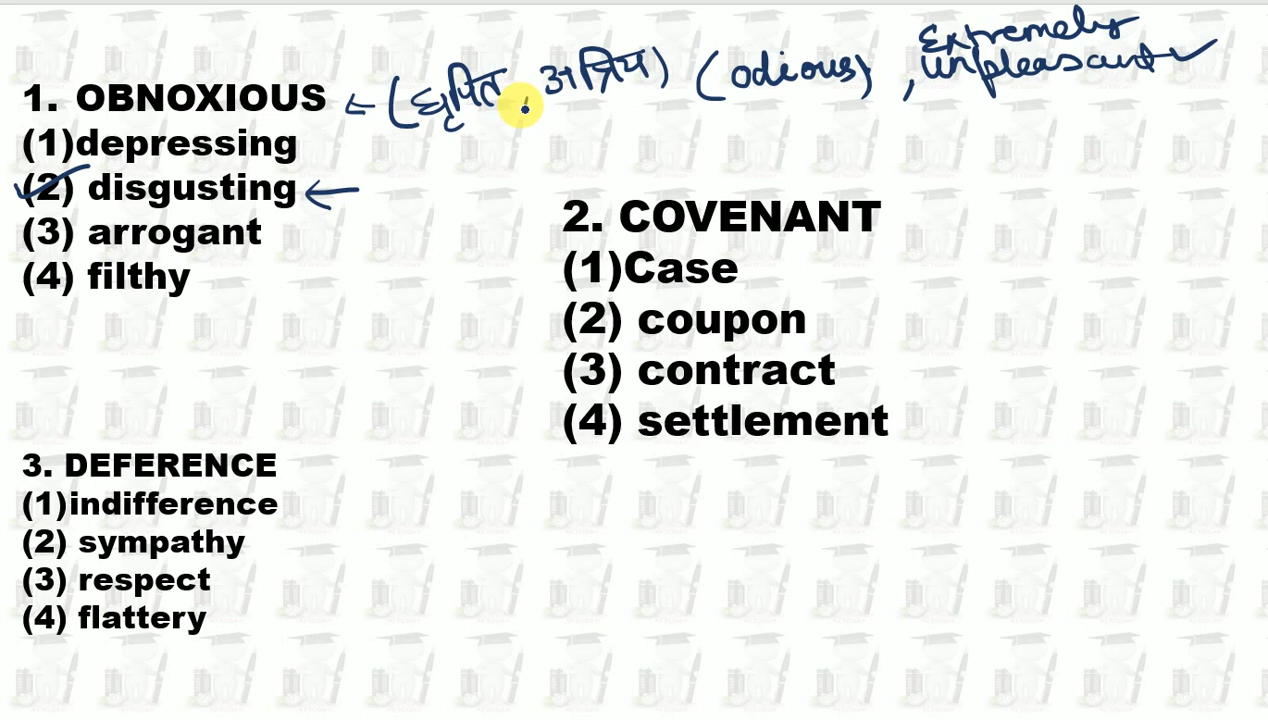 1. OBNOXIOUS ← (घृणित, अप्रिय) (odious), Extremely unpleasant ✓
(1)depressing
(2) disgusting ←
(3) arrogant
(4) filthy
2. COVENANT
(1)Case
(2) coupon
(3) contract
(4) settlement
3. DEFERENCE
(1)indifference
(2) sympathy
(3) respect
(4) flattery